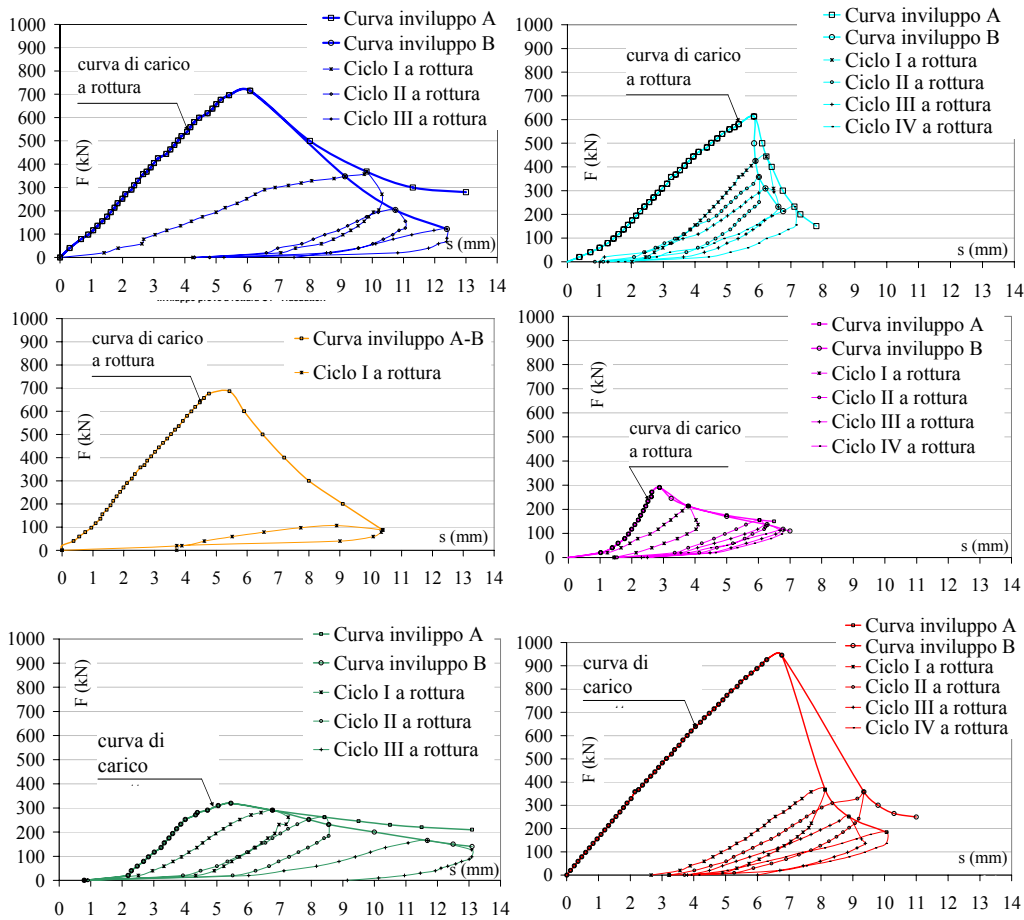 1000
900
800
700
600
500
400
300
200
100
0
F (kN)
curva di carico
a rottura
Curva inviluppo A
Curva inviluppo B
Ciclo I a rottura
Ciclo II a rottura
Ciclo III a rottura
s (mm)
0 1 2 3 4 5 6 7 8 9 10 11 12 13 14
1000
900
800
700
600
500
400
300
200
100
0
F (kN)
curva di carico
a rottura
Curva inviluppo A
Curva inviluppo B
Ciclo I a rottura
Ciclo II a rottura
Ciclo III a rottura
Ciclo IV a rottura
s (mm)
0 1 2 3 4 5 6 7 8 9 10 11 12 13 14
1000
900
800
700
600
500
400
300
200
100
0
F (kN)
curva di carico
a rottura
Curva inviluppo A-B
Ciclo I a rottura
s (mm)
0 1 2 3 4 5 6 7 8 9 10 11 12 13 14
1000
900
800
700
600
500
400
300
200
100
0
F (kN)
curva di carico
a rottura
Curva inviluppo A
Curva inviluppo B
Ciclo I a rottura
Ciclo II a rottura
Ciclo III a rottura
Ciclo IV a rottura
s (mm)
0 1 2 3 4 5 6 7 8 9 10 11 12 13 14
1000
900
800
700
600
500
400
300
200
100
0
F (kN)
curva di
carico
Curva invilippo A
Curva inviluppo B
Ciclo I a rottura
Ciclo II a rottura
Ciclo III a rottura
s (mm)
0 1 2 3 4 5 6 7 8 9 10 11 12 13 14
1000
900
800
700
600
500
400
300
200
100
0
F (kN)
curva di
carico
Curva inviluppo A
Curva inviluppo B
Ciclo I a rottura
Ciclo II a rottura
Ciclo III a rottura
Ciclo IV a rottura
s (mm)
0 1 2 3 4 5 6 7 8 9 10 11 12 13 14